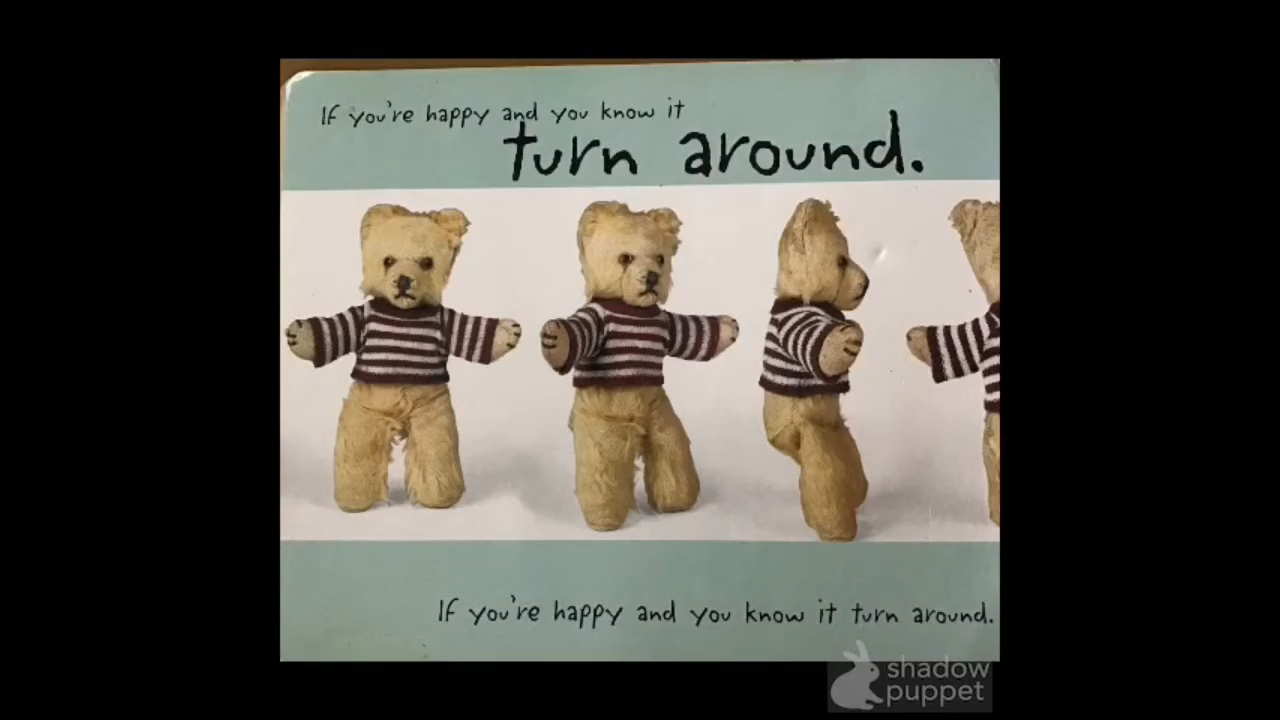 If you're happy and you know it
turn around.
If you're happy and you know it turn around.
shadow
puppet